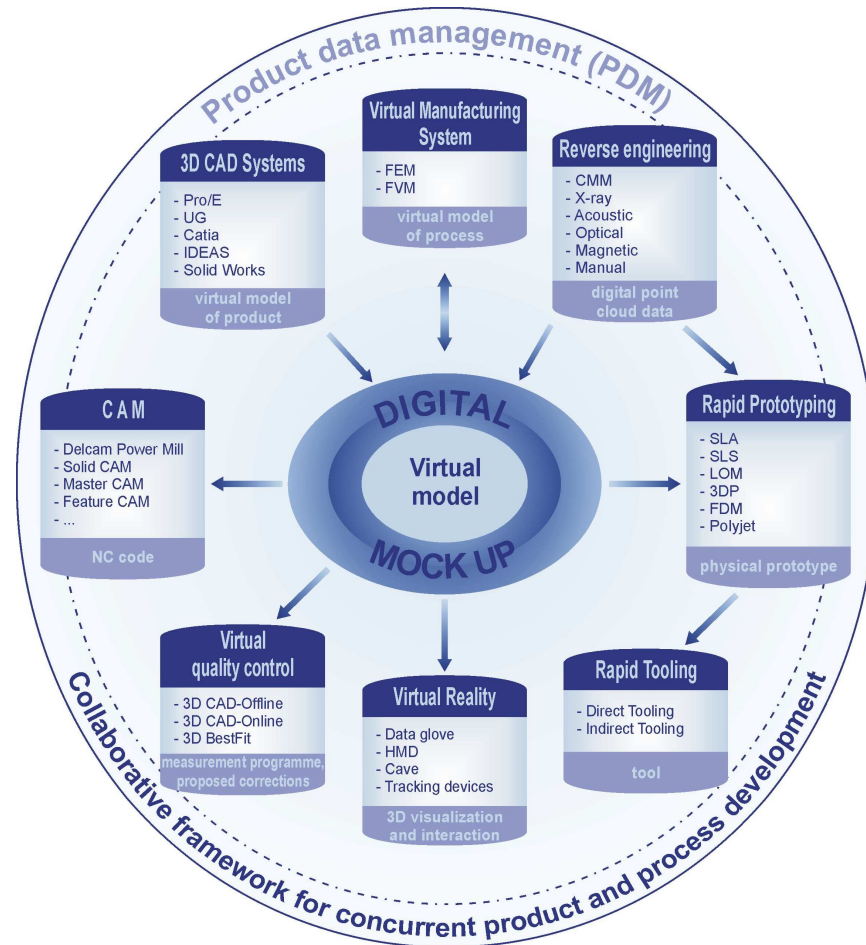 Product data management (PDM)
Virtual Manufacturing
System
- FEM
- FVM
virtual model
of process
3D CAD Systems
- Pro/E
- UG
- Catia
- IDEAS
- Solid Works
virtual model
of product
Reverse engineering
- CMM
- X-ray
- Acoustic
- Optical
- Magnetic
- Manual
digital point
cloud data
DIGITAL
Virtual
model
MOCK UP
CAM
- Delcam Power Mill
- Solid CAM
- Master CAM
- Feature CAM
- ...
NC code
Rapid Prototyping
- SLA
- SLS
- LOM
- 3DP
- FDM
- Polyjet
physical prototype
Virtual
quality control
- 3D CAD-Offline
- 3D CAD-Online
- 3D BestFit
measurement programme,
proposed corrections
Virtual Reality
- Data glove
- HMD
- Cave
- Tracking devices
3D visualization
and interaction
Rapid Tooling
- Direct Tooling
- Indirect Tooling
tool
Collaborative framework for concurrent product and process development